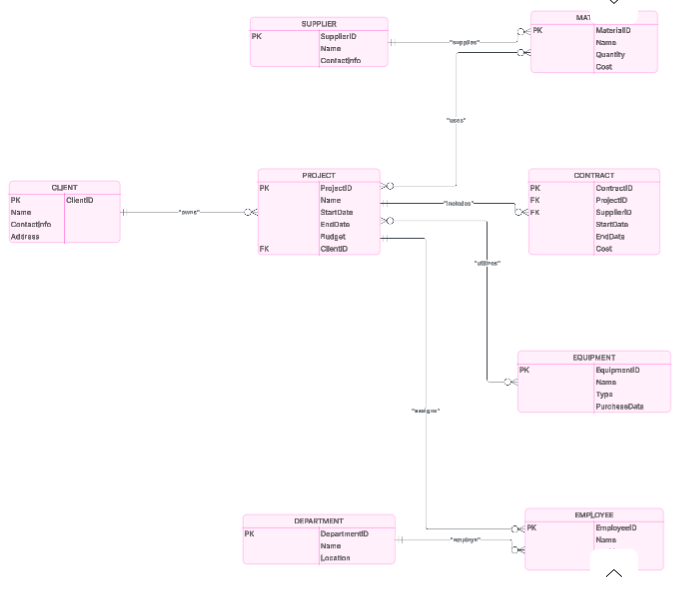 SUPPLIER
PK SupplierID
Name
ContactInfo
MAT
PK MaterialID
Name
Quantity
Cost
"supplies"
"uses"
CLIENT
PK ClientID
Name
ContactInfo
Address
"owns"
PROJECT
PK ProjectID
Name
StartDate
EndDate
Budget
FK ClientID
"includes"
CONTRACT
PK ContractID
FK ProjectID
FK SupplierID
StartDate
EndDate
Cost
"utilizes"
EQUIPMENT
PK EquipmentID
Name
Type
PurchaseDate
"assigns"
DEPARTMENT
PK DepartmentID
Name
Location
"employs"
EMPLOYEE
PK EmployeeID
Name